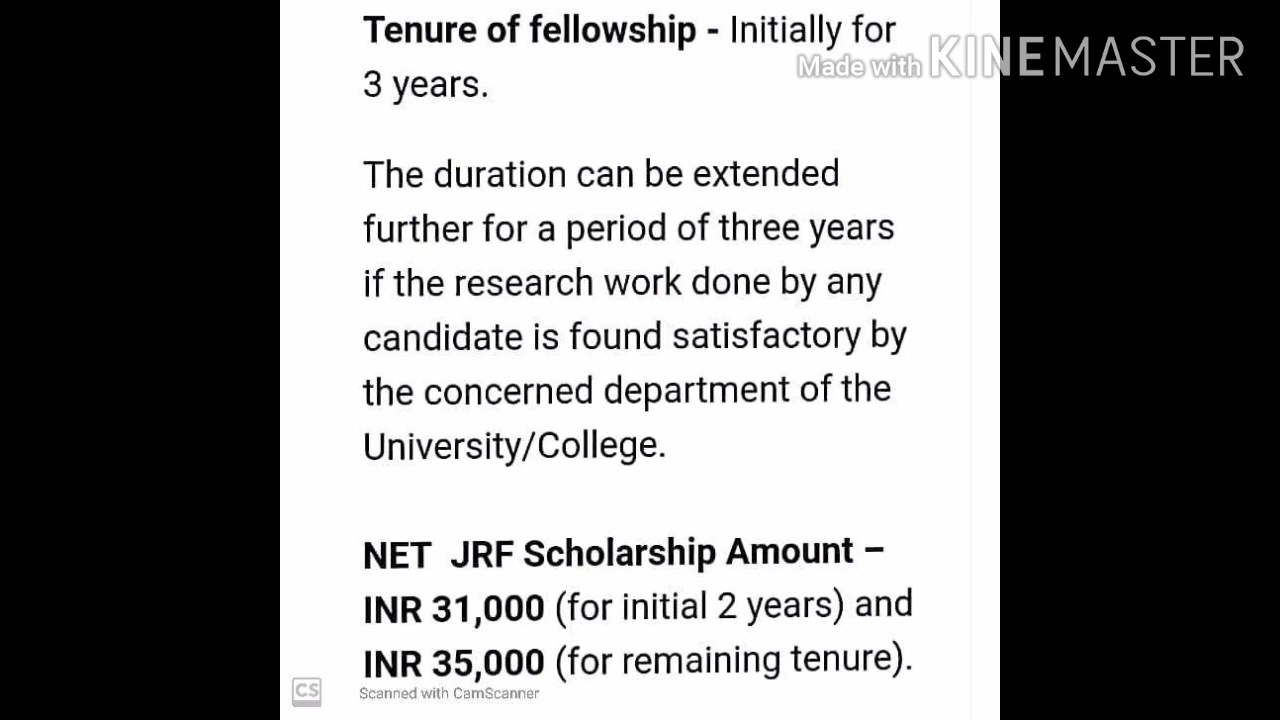 Tenure of fellowship - Initially for
3 years.
Made with KINEMASTER
The duration can be extended
further for a period of three years
if the research work done by any
candidate is found satisfactory by
the concerned department of the
University/College.
NET JRF Scholarship Amount –
INR 31,000 (for initial 2 years) and
INR 35,000 (for remaining tenure).
CS Scanned with CamScanner